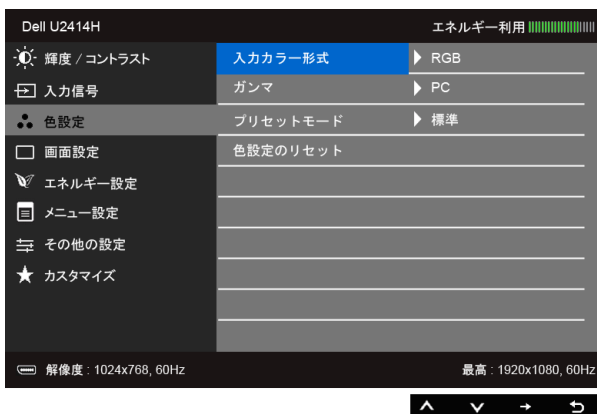 Dell U2414H エネルギー利用
輝度 / コントラスト
入力カラー形式 RGB
入力信号
ガンマ PC
色設定
プリセットモード 標準
画面設定
色設定のリセット
エネルギー設定
メニュー設定
その他の設定
カスタマイズ
解像度 : 1024x768, 60Hz 最高 : 1920x1080, 60Hz